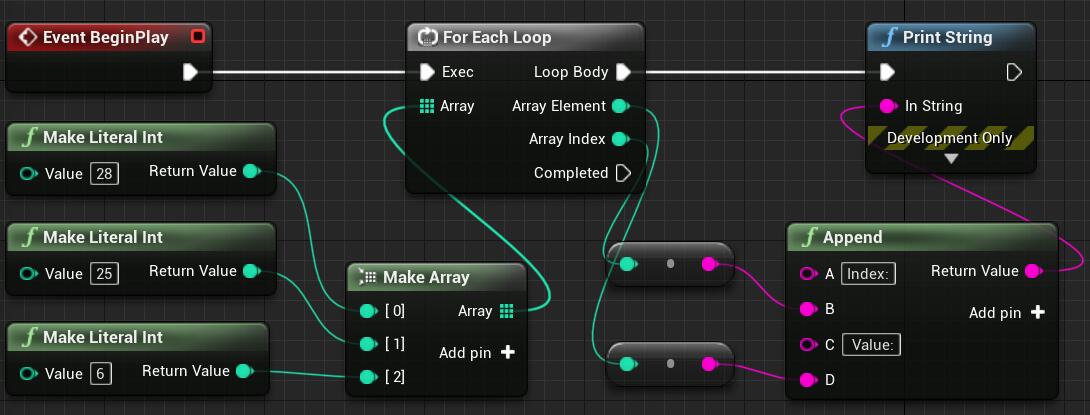 Event BeginPlay
For Each Loop
Exec
Loop Body
Array
Array Element
Array Index
Completed
f Print String
In String
Development Only
f Make Literal Int
Value 28
Return Value
f Make Literal Int
Value 25
Return Value
f Make Literal Int
Value 6
Return Value
Make Array
[ 0]
Array
[ 1]
Add pin +
[ 2]
f Append
A Index:
Return Value
B
Add pin +
C Value:
D